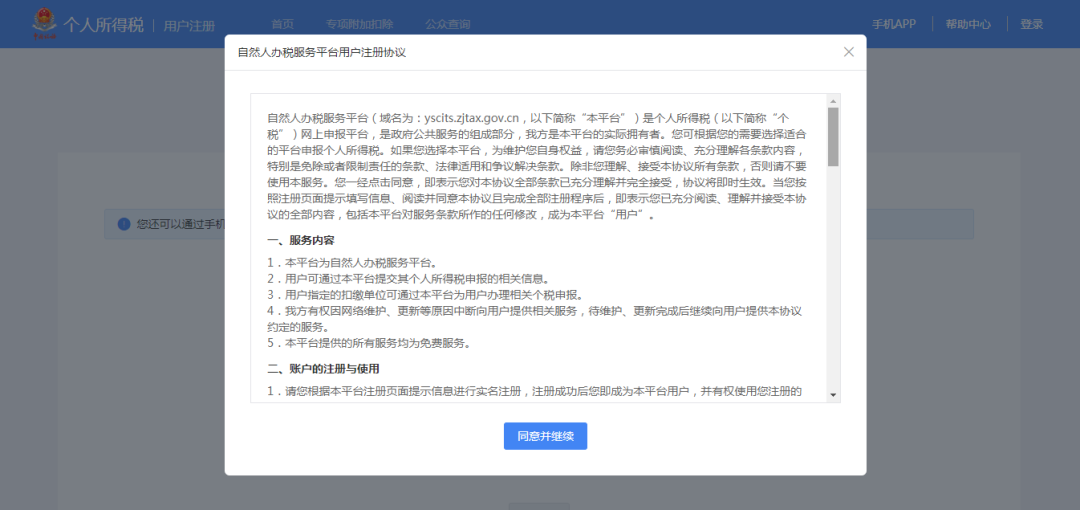 个人所得税 | 用户注册
首页
专项附加扣除
公众查询
手机APP
帮助中心
登录
自然人办税服务平台用户注册协议
自然人办税服务平台（域名为：yscits.zjtax.gov.cn，以下简称“本平台”）是个人所得税（以下简称“个
税”）网上申报平台，是政府公共服务的组成部分，我方是本平台的实际拥有者。您可根据您的需要选择适合
的平台申报个人所得税。如果您选择本平台，为维护您自身权益，请您务必审慎阅读、充分理解各条款内容，
特别是免除或者限制责任的条款、法律适用和争议解决条款。除非您理解、接受本协议所有条款，否则请不要
使用本服务。您一经点击同意，即表示您对本协议全部条款已充分理解并完全接受，协议将即时生效。当您按
照注册页面提示填写信息、阅读并同意本协议且完成全部注册程序后，即表示您已充分阅读、理解并接受本协
议的全部内容，包括本平台对服务条款所作的任何修改，成为本平台“用户”。
一、服务内容
1．本平台为自然人办税服务平台。
2．用户可通过本平台提交其个人所得税申报的相关信息。
3．用户指定的扣缴单位可通过本平台为用户办理相关个税申报。
4．我方有权因网络维护、更新等原因中断向用户提供相关服务，待维护、更新完成后继续向用户提供本协议
约定的服务。
5．本平台提供的所有服务均为免费服务。
二、账户的注册与使用
1．请您根据本平台注册页面提示信息进行实名注册，注册成功后您即成为本平台用户，并有权使用您注册的
您还可以通过手机
同意并继续